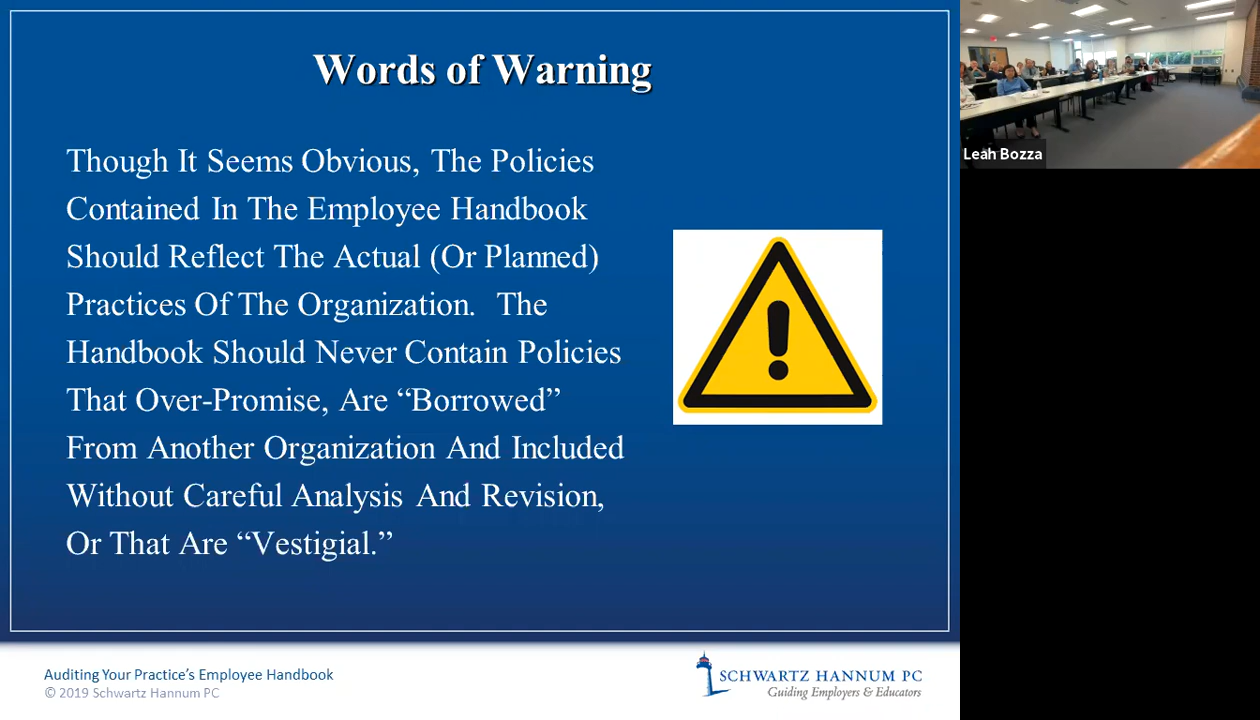 Words of Warning
Though It Seems Obvious, The Policies
Contained In The Employee Handbook
Should Reflect The Actual (Or Planned)
Practices Of The Organization.  The
Handbook Should Never Contain Policies
That Over-Promise, Are “Borrowed”
From Another Organization And Included
Without Careful Analysis And Revision,
Or That Are “Vestigial.”
Auditing Your Practice's Employee Handbook
© 2019 Schwartz Hannum PC
SCHWARTZ HANNUM PC
Guiding Employers & Educators
Leah Bozza